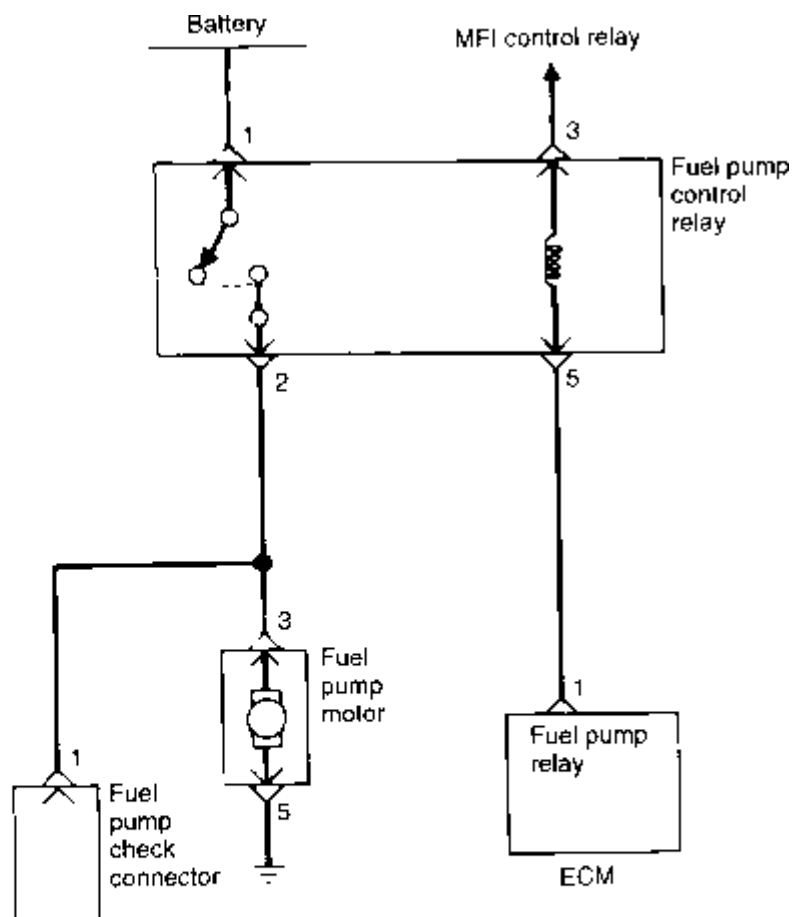 Battery
MFI control relay
1
3
Fuel pump
control
relay
2
5
3
Fuel
pump
motor
1
Fuel pump
relay
1
Fuel
pump
check
connector
5
ECM